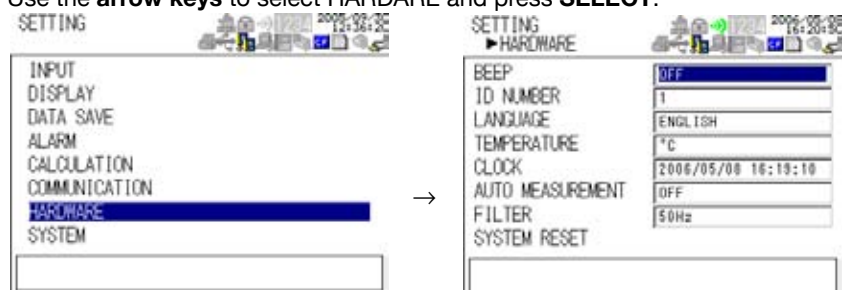 Use the arrow keys to select HARDARE and press SELECT.
SETTING
INPUT
DISPLAY
DATA SAVE
ALARM
CALCULATION
COMMUNICATION
HARDWARE
SYSTEM
→
SETTING
►HARDWARE
BEEP OFF
ID NUMBER 1
LANGUAGE ENGLISH
TEMPERATURE °C
CLOCK 2006/05/08 16:19:10
AUTO MEASUREMENT OFF
FILTER 50Hz
SYSTEM RESET